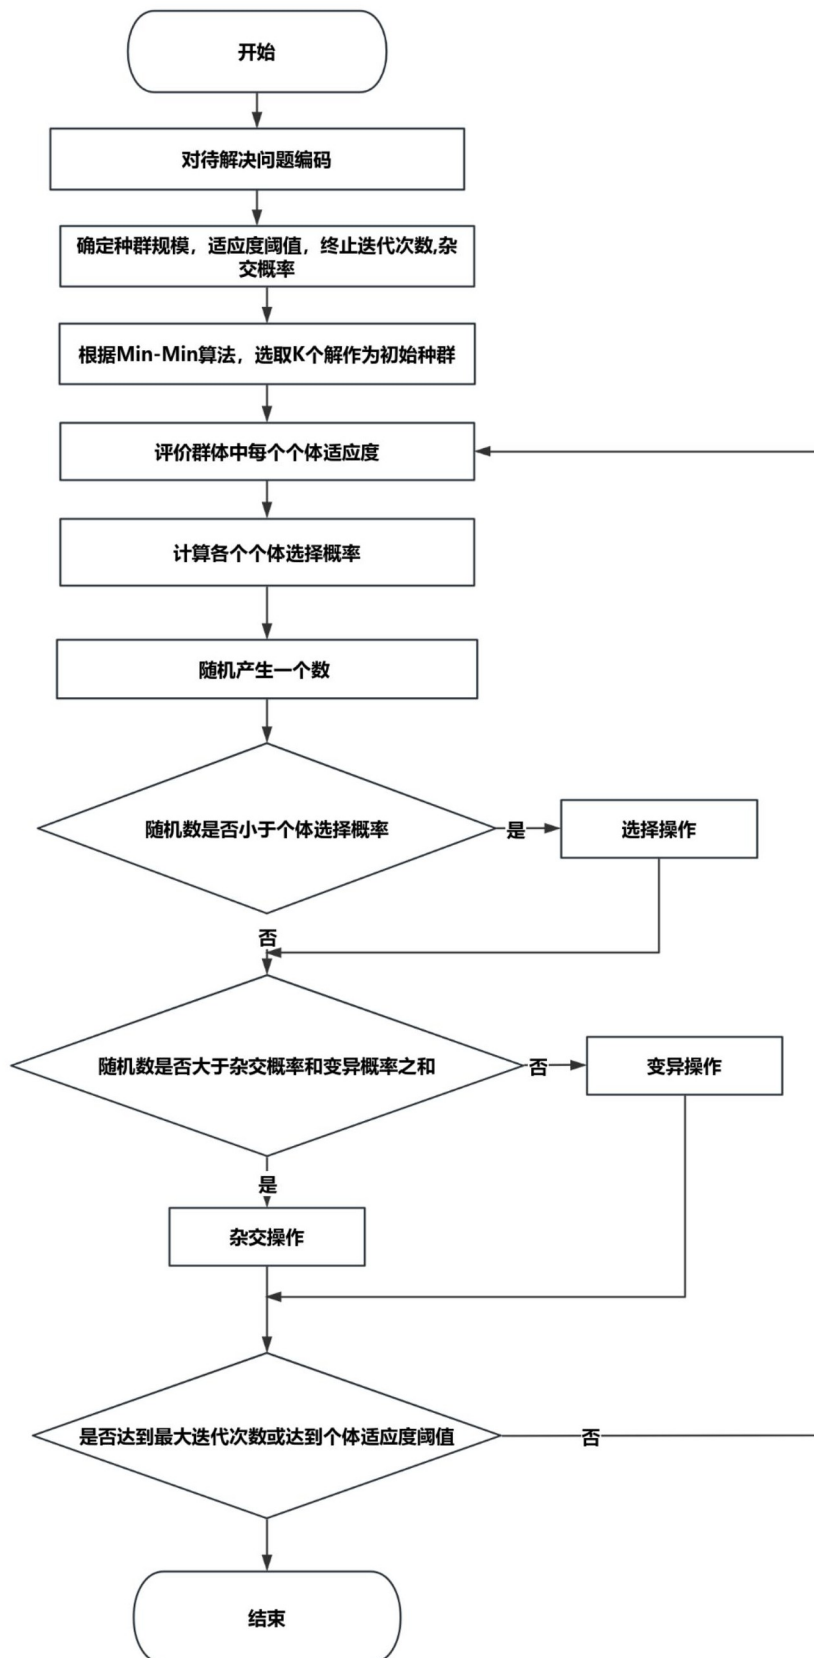 开始
对待解决问题编码
确定种群规模，适应度阈值，终止迭代次数,杂
交概率
根据Min-Min算法，选取K个解作为初始种群
评价群体中每个个体适应度
计算各个个体选择概率
随机产生一个数
随机数是否小于个体选择概率
是
选择操作
否
随机数是否大于杂交概率和变异概率之和
否
变异操作
是
杂交操作
是否达到最大迭代次数或达到个体适应度阈值
否
结束